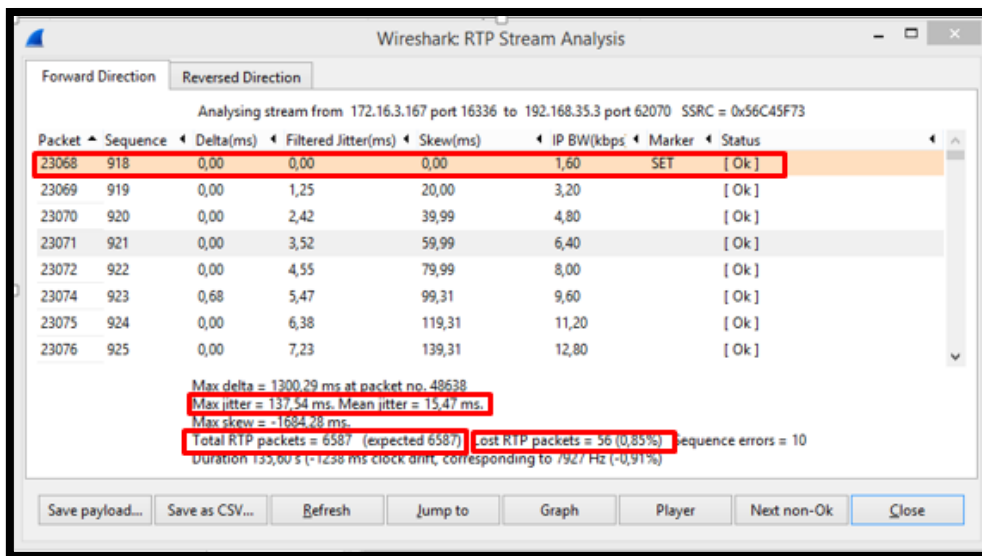 Wireshark: RTP Stream Analysis
Forward Direction Reversed Direction
Analysing stream from 172.16.3.167 port 16336 to 192.168.35.3 port 62070 SSRC = 0x56C45F73
Packet Sequence Delta(ms) Filtered Jitter(ms) Skew(ms) IP BW(kbps) Marker Status
23068 918 0,00 0,00 0,00 1,60 SET [ Ok ]
23069 919 0,00 1,25 20,00 3,20 [ Ok ]
23070 920 0,00 2,42 39,99 4,80 [ Ok ]
23071 921 0,00 3,52 59,99 6,40 [ Ok ]
23072 922 0,00 4,55 79,99 8,00 [ Ok ]
23074 923 0,68 5,47 99,31 9,60 [ Ok ]
23075 924 0,00 6,38 119,31 11,20 [ Ok ]
23076 925 0,00 7,23 139,31 12,80 [ Ok ]
Max delta = 1300,29 ms at packet no. 48638
Max jitter = 137,54 ms. Mean jitter = 15,47 ms.
Max skew = -1684,28 ms.
Total RTP packets = 6587 (expected 6587) Lost RTP packets = 56 (0,85%) Sequence errors = 10
Duration 135,60 s (-1238 ms clock drift, corresponding to 7927 Hz (-0,91%)
Save payload... Save as CSV... Refresh Jump to Graph Player Next non-Ok Close